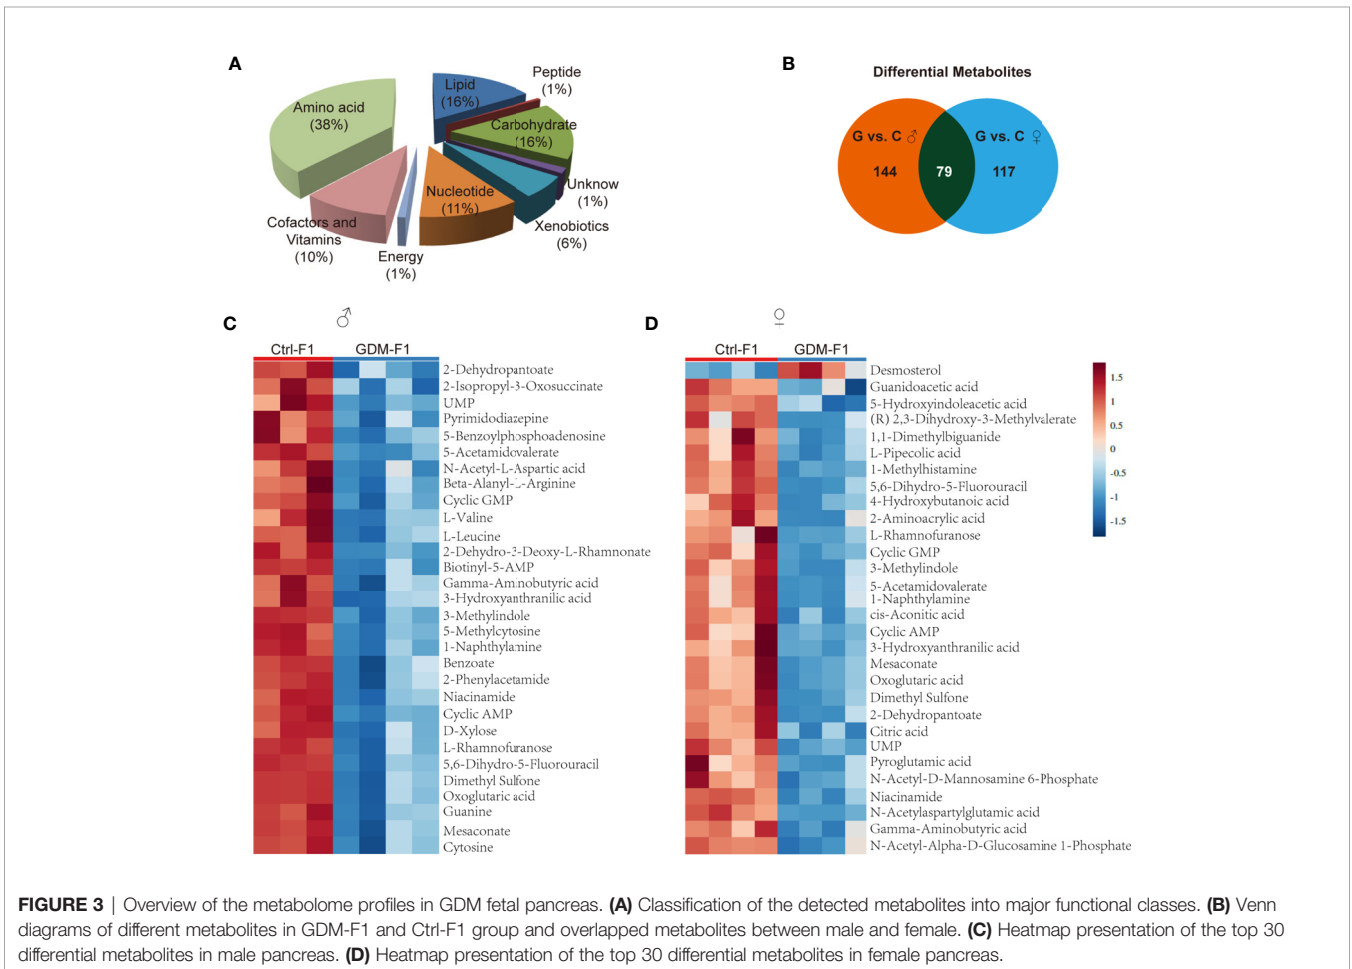 A
Lipid
(16%)
Peptide
(1%)
Carbohydrate
(16%)
Unknow
(1%)
Xenobiotics
(6%)
Nucleotide
(11%)
Energy
(1%)
Cofactors and
Vitamins
(10%)
Amino acid
(38%)
B
Differential Metabolites
G vs. C ♂
G vs. C ♀
144
79
117
C
♂
Ctrl-F1
GDM-F1
2-Dehydropantoate
2-Isopropyl-3-Oxosuccinate
UMP
Pyrimidodiazepine
5-Benzoylphosphoadenosine
5-Acetamidovalerate
N-Acetyl-L-Aspartic acid
Beta-Alanyl-L-Arginine
Cyclic GMP
L-Valine
L-Leucine
2-Dehydro-3-Deoxy-L-Rhamnonate
Biotinyl-5-AMP
Gamma-Aminobutyric acid
3-Hydroxyanthranilic acid
3-Methylindole
5-Methylcytosine
1-Naphthylamine
Benzoate
2-Phenylacetamide
Niacinamide
Cyclic AMP
D-Xylose
L-Rhamnofuranose
5,6-Dihydro-5-Fluorouracil
Dimethyl Sulfone
Oxoglutaric acid
Guanine
Mesaconate
Cytosine
D
♀
Ctrl-F1
GDM-F1
Desmosterol
Guanidoacetic acid
5-Hydroxyindoleacetic acid
(R) 2,3-Dihydroxy-3-Methylvalerate
1,1-Dimethylbiguanide
L-Pipecolic acid
1-Methylhistamine
5,6-Dihydro-5-Fluorouracil
4-Hydroxybutanoic acid
2-Aminoacrylic acid
L-Rhamnofuranose
Cyclic GMP
3-Methylindole
5-Acetamidovalerate
1-Naphthylamine
cis-Aconitic acid
Cyclic AMP
3-Hydroxyanthranilic acid
Mesaconate
Oxoglutaric acid
Dimethyl Sulfone
2-Dehydropantoate
Citric acid
UMP
Pyroglutamic acid
N-Acetyl-D-Mannosamine 6-Phosphate
Niacinamide
N-Acetylaspartylglutamic acid
Gamma-Aminobutyric acid
N-Acetyl-Alpha-D-Glucosamine 1-Phosphate
1.5
1
0.5
0
-0.5
-1
-1.5
FIGURE 3 | Overview of the metabolome profiles in GDM fetal pancreas. (A) Classification of the detected metabolites into major functional classes. (B) Venn
diagrams of different metabolites in GDM-F1 and Ctrl-F1 group and overlapped metabolites between male and female. (C) Heatmap presentation of the top 30
differential metabolites in male pancreas. (D) Heatmap presentation of the top 30 differential metabolites in female pancreas.